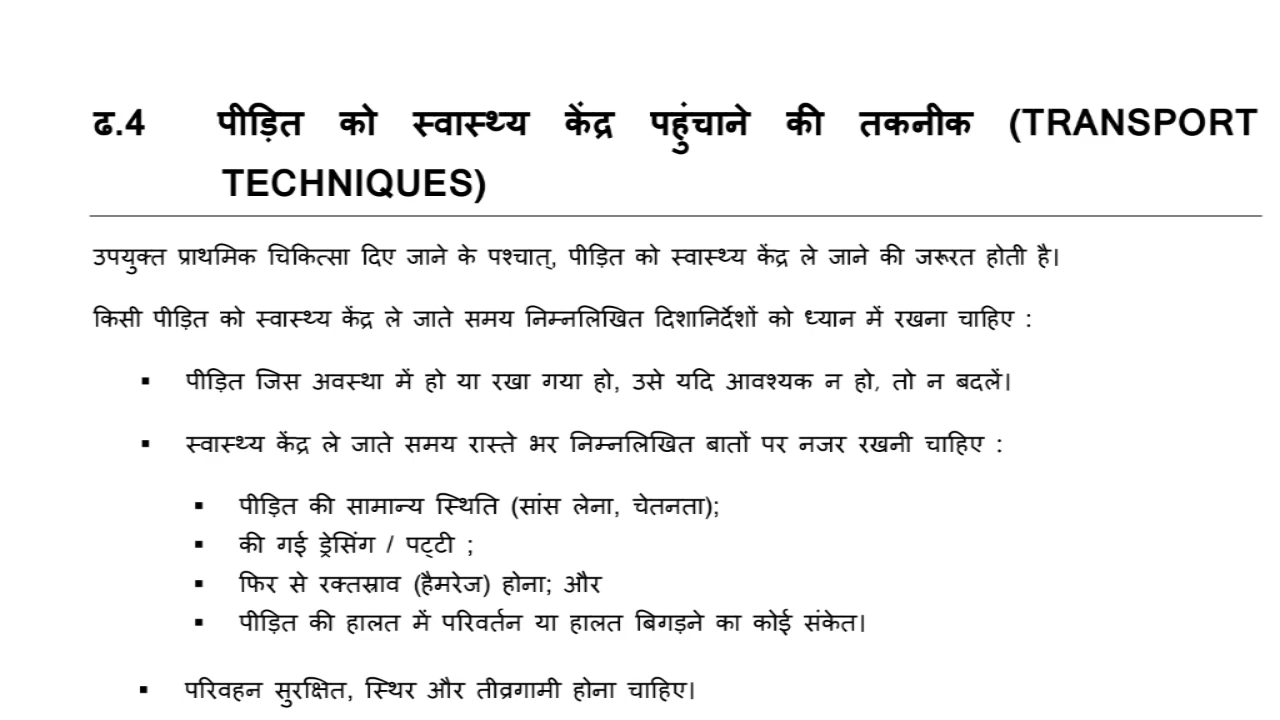 ढ.4 पीड़ित को स्वास्थ्य केंद्र पहुंचाने की तकनीक (TRANSPORT
TECHNIQUES)
उपयुक्त प्राथमिक चिकित्सा दिए जाने के पश्चात्, पीड़ित को स्वास्थ्य केंद्र ले जाने की जरूरत होती है।
किसी पीड़ित को स्वास्थ्य केंद्र ले जाते समय निम्नलिखित दिशानिर्देशों को ध्यान में रखना चाहिए :
▪ पीड़ित जिस अवस्था में हो या रखा गया हो, उसे यदि आवश्यक न हो, तो न बदलें।
▪ स्वास्थ्य केंद्र ले जाते समय रास्ते भर निम्नलिखित बातों पर नजर रखनी चाहिए :
▪ पीड़ित की सामान्य स्थिति (सांस लेना, चेतनता);
▪ की गई ड्रेसिंग / पट्टी ;
▪ फिर से रक्तस्राव (हैमरेज) होना; और
▪ पीड़ित की हालत में परिवर्तन या हालत बिगड़ने का कोई संकेत।
▪ परिवहन सुरक्षित, स्थिर और तीव्रगामी होना चाहिए।